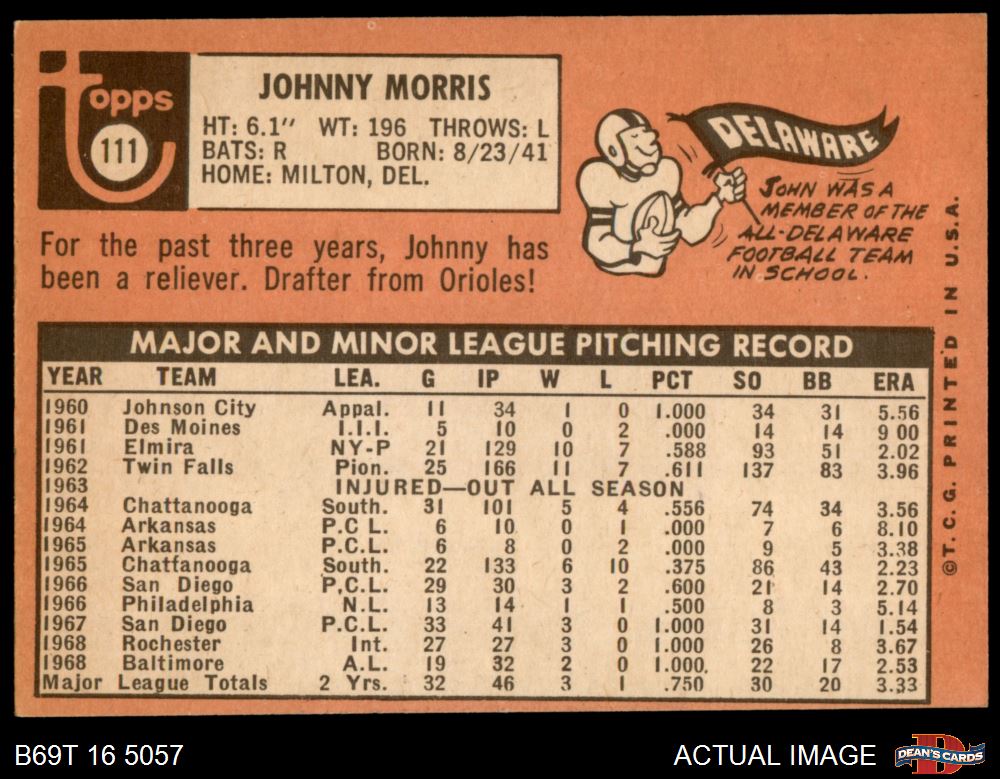 Topps
111
JOHNNY MORRIS
HT: 6.1" WT: 196 THROWS: L
BATS: R BORN: 8/23/41
HOME: MILTON, DEL.
For the past three years, Johnny has
been a reliever. Drafter from Orioles!
DELAWARE
JOHN WAS A
MEMBER OF THE
ALL-DELAWARE
FOOTBALL TEAM
IN SCHOOL.
MAJOR AND MINOR LEAGUE PITCHING RECORD
YEAR TEAM LEA. G IP W L PCT SO BB ERA
1960 Johnson City Appal. 11 34 1 0 1.000 34 31 5.56
1961 Des Moines I.I.I. 5 10 0 2 .000 14 14 9 00
1961 Elmira NY-P 21 129 10 7 .588 93 51 2.02
1962 Twin Falls Pion. 25 166 11 7 .611 137 83 3.96
1963 INJURED—OUT ALL SEASON
1964 Chattanooga South. 31 101 5 4 .556 74 34 3.56
1964 Arkansas P.C L. 6 10 0 1 .000 7 6 8.10
1965 Arkansas P.C.L. 6 8 0 2 .000 9 5 3.38
1965 Chattanooga South. 22 133 6 10 .375 86 43 2.23
1966 San Diego P.C.L. 29 30 3 2 .600 21 14 2.70
1966 Philadelphia N.L. 13 14 1 1 .500 8 3 5.14
1967 San Diego P.C.L. 33 41 3 0 1.000 31 14 1.54
1968 Rochester Int. 27 27 3 0 1.000 26 8 3.67
1968 Baltimore A.L. 19 32 2 0 1.000. 22 17 2.53
Major League Totals 2 Yrs. 32 46 3 1 .750 30 20 3.33
©T.C.G. PRINTED IN U.S.A.
B69T 16 5057
ACTUAL IMAGE
DEAN'S CARDS